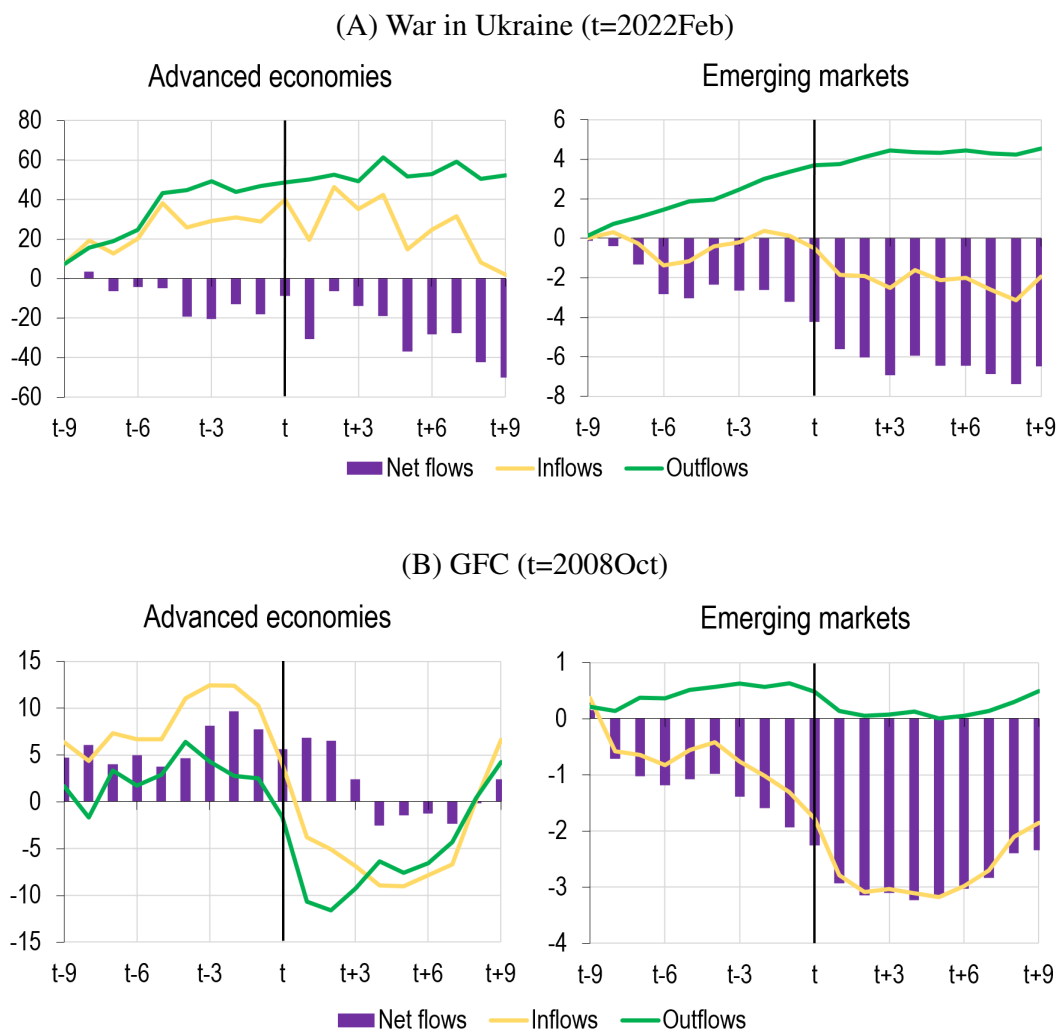 (A) War in Ukraine (t=2022Feb)
Advanced economies
80
60
40
20
0
-20
-40
-60
t-9 t-6 t-3 t t+3 t+6 t+9
Emerging markets
6
4
2
0
-2
-4
-6
-8
t-9 t-6 t-3 t t+3 t+6 t+9
Net flows Inflows Outflows
(B) GFC (t=2008Oct)
Advanced economies
15
10
5
0
-5
-10
-15
t-9 t-6 t-3 t t+3 t+6 t+9
Emerging markets
1
0
-1
-2
-3
-4
t-9 t-6 t-3 t t+3 t+6 t+9
Net flows Inflows Outflows